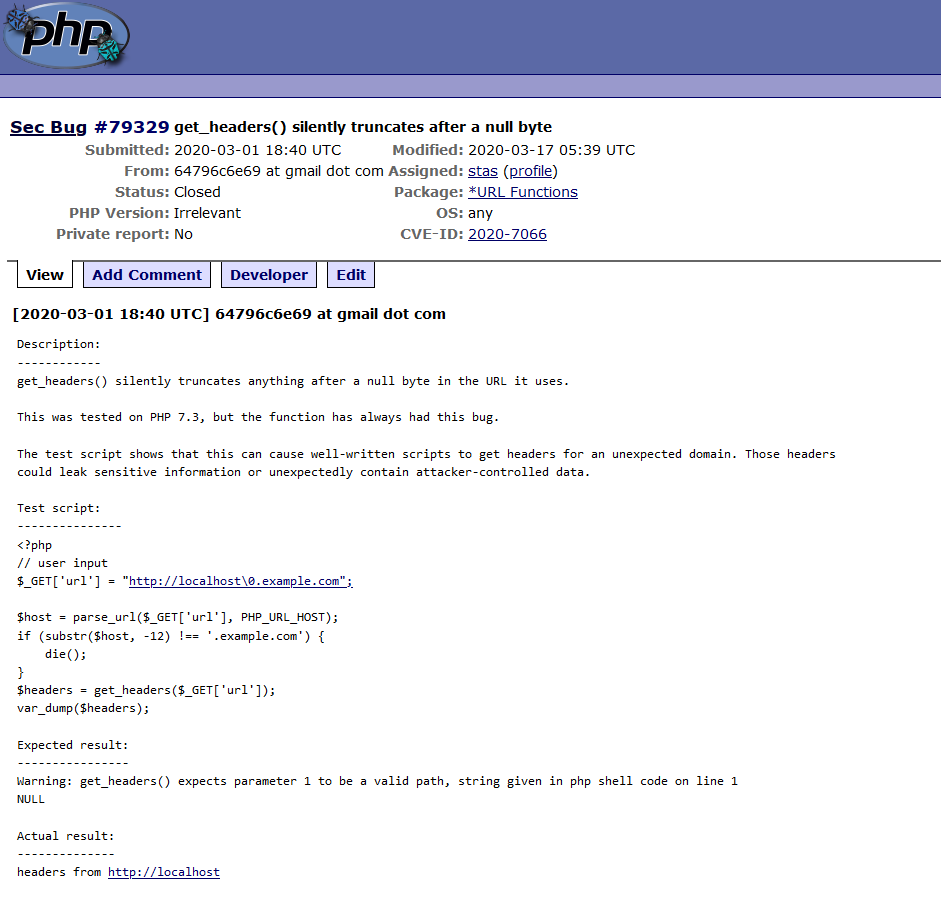 php
Sec Bug #79329 get_headers() silently truncates after a null byte
Submitted: 2020-03-01 18:40 UTC Modified: 2020-03-17 05:39 UTC
From: 64796c6e69 at gmail dot com Assigned: stas (profile)
Status: Closed Package: *URL Functions
PHP Version: Irrelevant OS: any
Private report: No CVE-ID: 2020-7066
View Add Comment Developer Edit
[2020-03-01 18:40 UTC] 64796c6e69 at gmail dot com
Description:
------------
get_headers() silently truncates anything after a null byte in the URL it uses.
This was tested on PHP 7.3, but the function has always had this bug.
The test script shows that this can cause well-written scripts to get headers for an unexpected domain. Those headers
could leak sensitive information or unexpectedly contain attacker-controlled data.
Test script:
---------------
<?php
// user input
$_GET['url'] = "http://localhost\0.example.com";
$host = parse_url($_GET['url'], PHP_URL_HOST);
if (substr($host, -12) !== '.example.com') {
    die();
}
$headers = get_headers($_GET['url']);
var_dump($headers);
Expected result:
----------------
Warning: get_headers() expects parameter 1 to be a valid path, string given in php shell code on line 1
NULL
Actual result:
--------------
headers from http://localhost